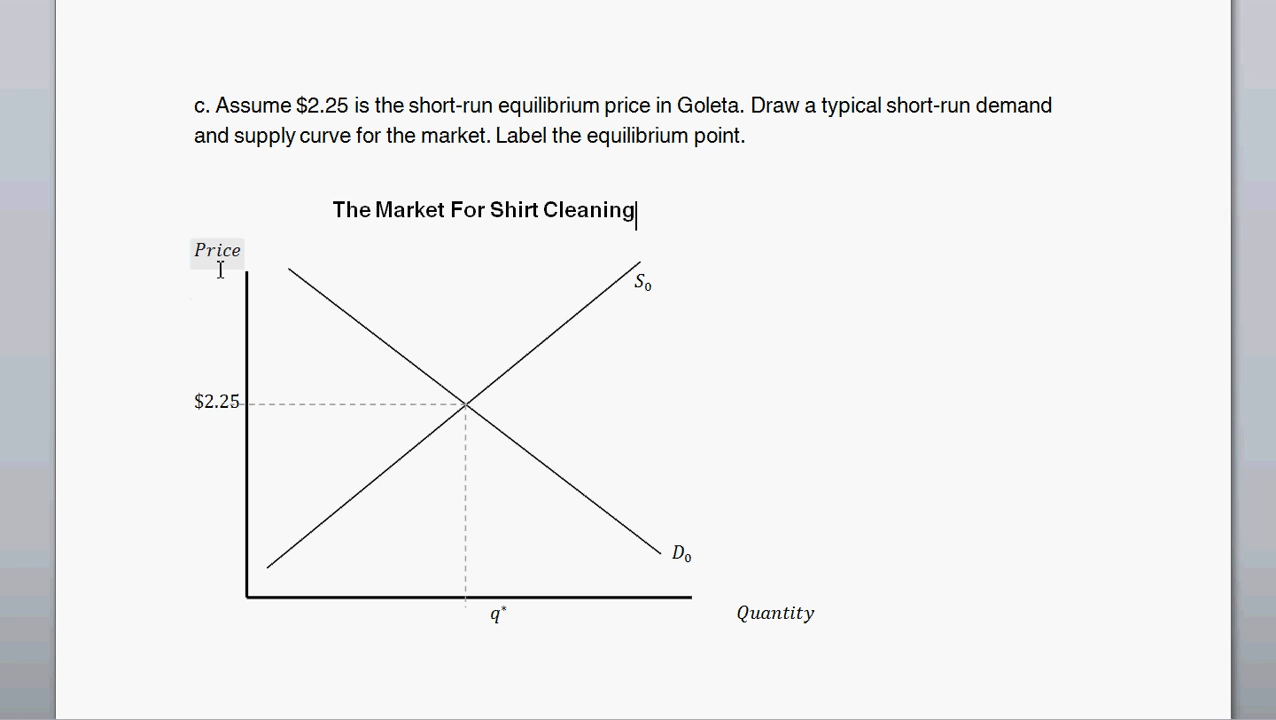 c. Assume $2.25 is the short-run equilibrium price in Goleta. Draw a typical short-run demand
and supply curve for the market. Label the equilibrium point.
The Market For Shirt Cleaning
Price
S₀
$2.25
D₀
q*
Quantity